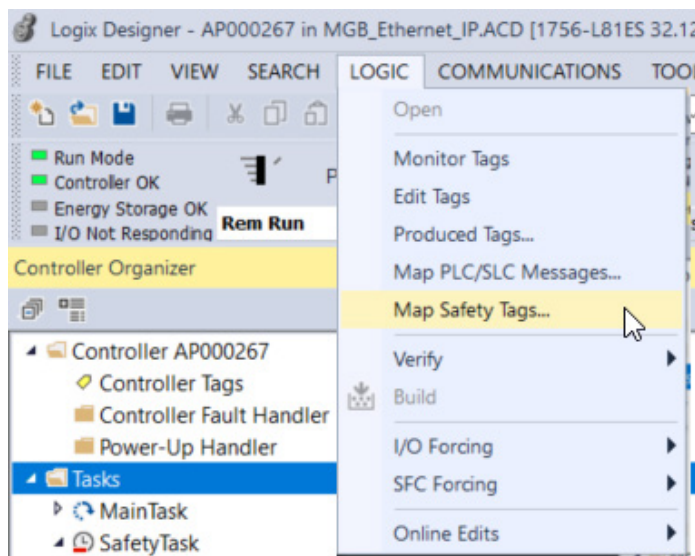 Logix Designer - AP000267 in MGB_Ethernet_IP.ACD [1756-L81ES 32.12
FILE EDIT VIEW SEARCH LOGIC COMMUNICATIONS
Open
Monitor Tags
Edit Tags
Produced Tags...
Map PLC/SLC Messages...
Map Safety Tags...
Verify
Build
I/O Forcing
SFC Forcing
Online Edits
Run Mode
Controller OK
Energy Storage OK
I/O Not Responding
Rem Run
Controller Organizer
Controller AP000267
Controller Tags
Controller Fault Handler
Power-Up Handler
Tasks
MainTask
SafetyTask